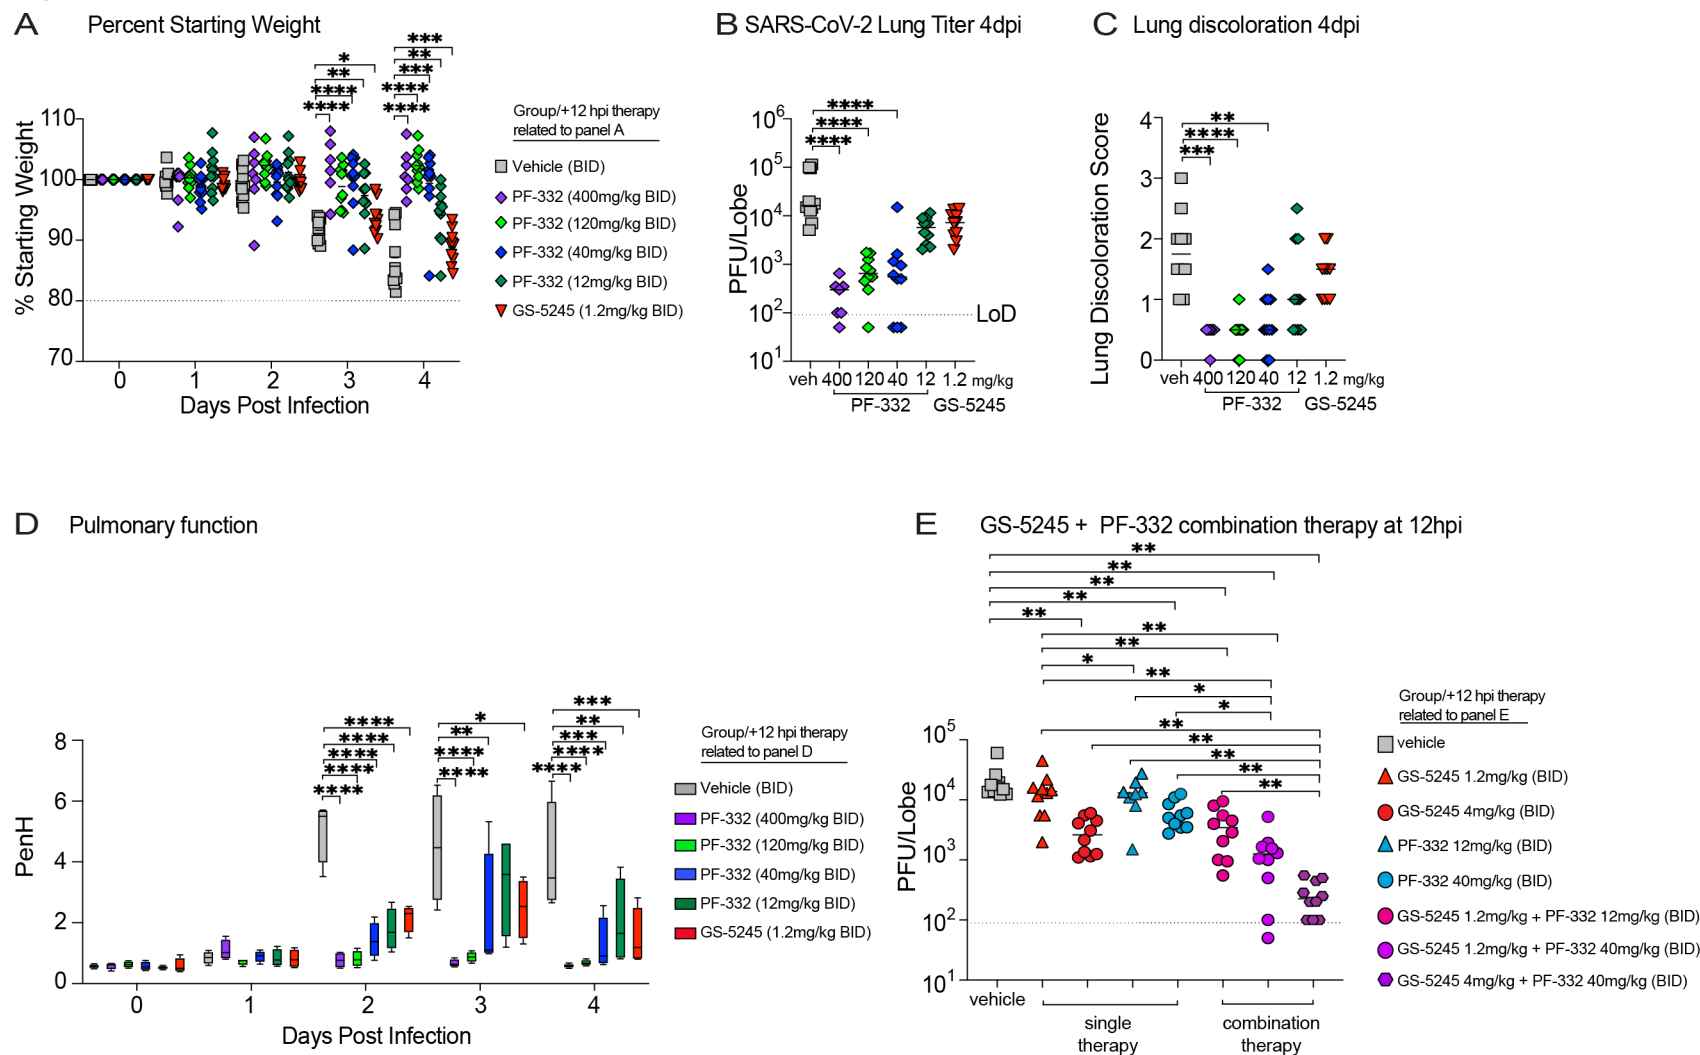 A Percent Starting Weight
% Starting Weight
110
100
90
80
70
0 1 2 3 4
Days Post Infection
* ** **** ****
*** ** *** **** ****
Group/+12 hpi therapy
related to panel A
Vehicle (BID)
PF-332 (400mg/kg BID)
PF-332 (120mg/kg BID)
PF-332 (40mg/kg BID)
PF-332 (12mg/kg BID)
GS-5245 (1.2mg/kg BID)
B SARS-CoV-2 Lung Titer 4dpi
PFU/Lobe
10^6
10^5
10^4
10^3
10^2
10^1
****
****
****
LoD
veh 400 120 40 12 1.2 mg/kg
PF-332 GS-5245
C Lung discoloration 4dpi
Lung Discoloration Score
4
3
2
1
0
**
****
***
veh 400 120 40 12 1.2 mg/kg
PF-332 GS-5245
D Pulmonary function
PenH
8
6
4
2
0
0 1 2 3 4
Days Post Infection
**** **** **** **** ****
* ** **** ****
*** ** *** **** ****
Group/+12 hpi therapy
related to panel D
Vehicle (BID)
PF-332 (400mg/kg BID)
PF-332 (120mg/kg BID)
PF-332 (40mg/kg BID)
PF-332 (12mg/kg BID)
GS-5245 (1.2mg/kg BID)
E GS-5245 + PF-332 combination therapy at 12hpi
**
**
**
**
**
**
**
*
**
*
*
**
**
**
**
**
PFU/Lobe
10^5
10^4
10^3
10^2
10^1
vehicle
single
therapy
combination
therapy
Group/+12 hpi therapy
related to panel E
vehicle
GS-5245 1.2mg/kg (BID)
GS-5245 4mg/kg (BID)
PF-332 12mg/kg (BID)
PF-332 40mg/kg (BID)
GS-5245 1.2mg/kg + PF-332 12mg/kg (BID)
GS-5245 1.2mg/kg + PF-332 40mg/kg (BID)
GS-5245 4mg/kg + PF-332 40mg/kg (BID)